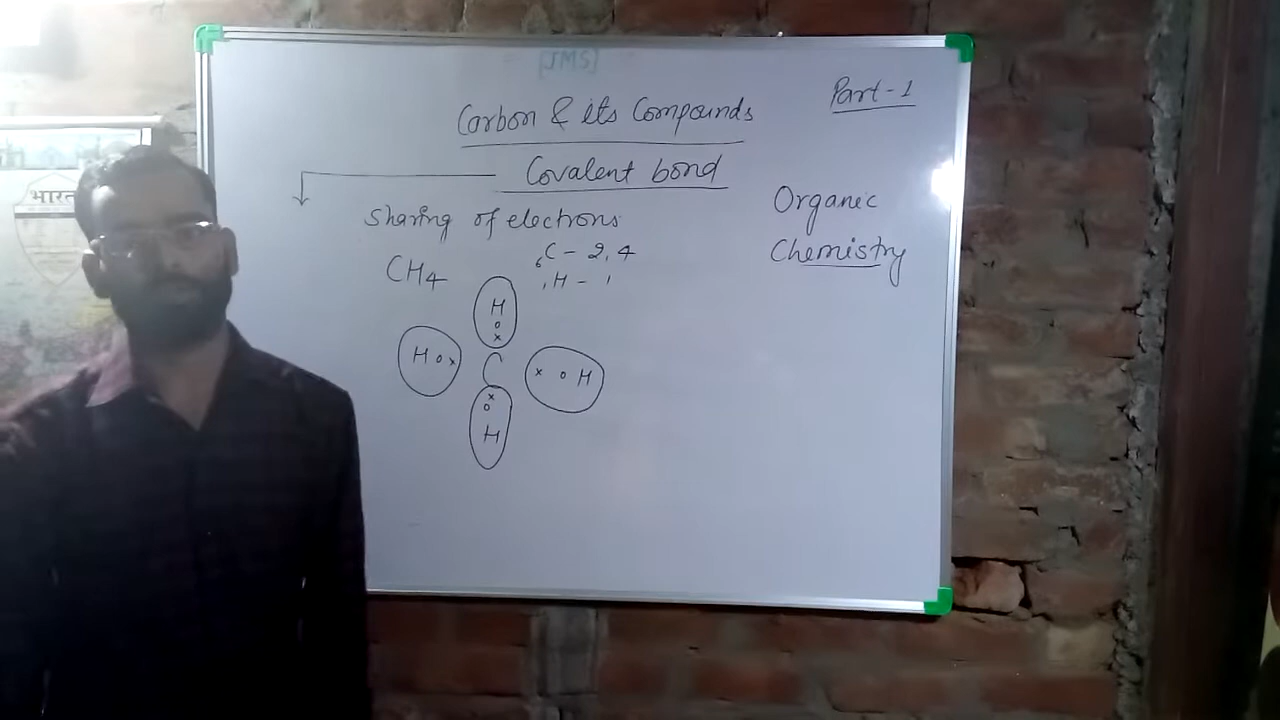 [JMS]
Part-1
Carbon & its Compounds
Covalent bond
Sharing of electrons
Organic
Chemistry
₆C - 2, 4
₁H - 1
CH4
H
o
x
H o x
C
x o H
x
o
H
भारत